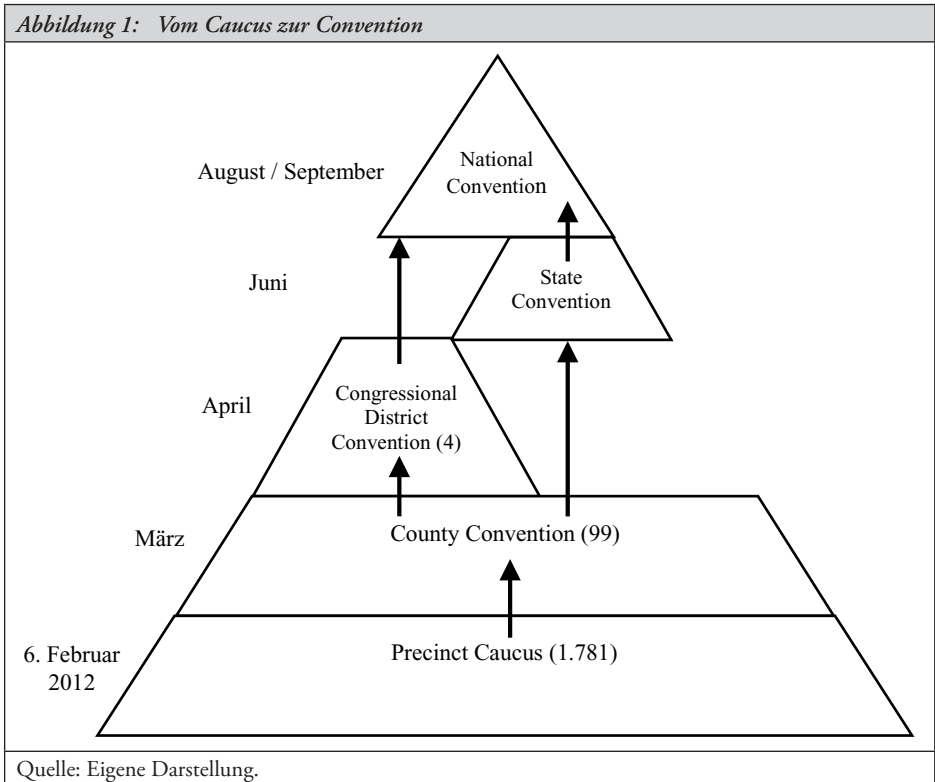 Abbildung 1: Vom Caucus zur Convention
August / September
National
Convention
Juni
State
Convention
April
Congressional
District
Convention (4)
März
County Convention (99)
6. Februar
2012
Precinct Caucus (1.781)
Quelle: Eigene Darstellung.